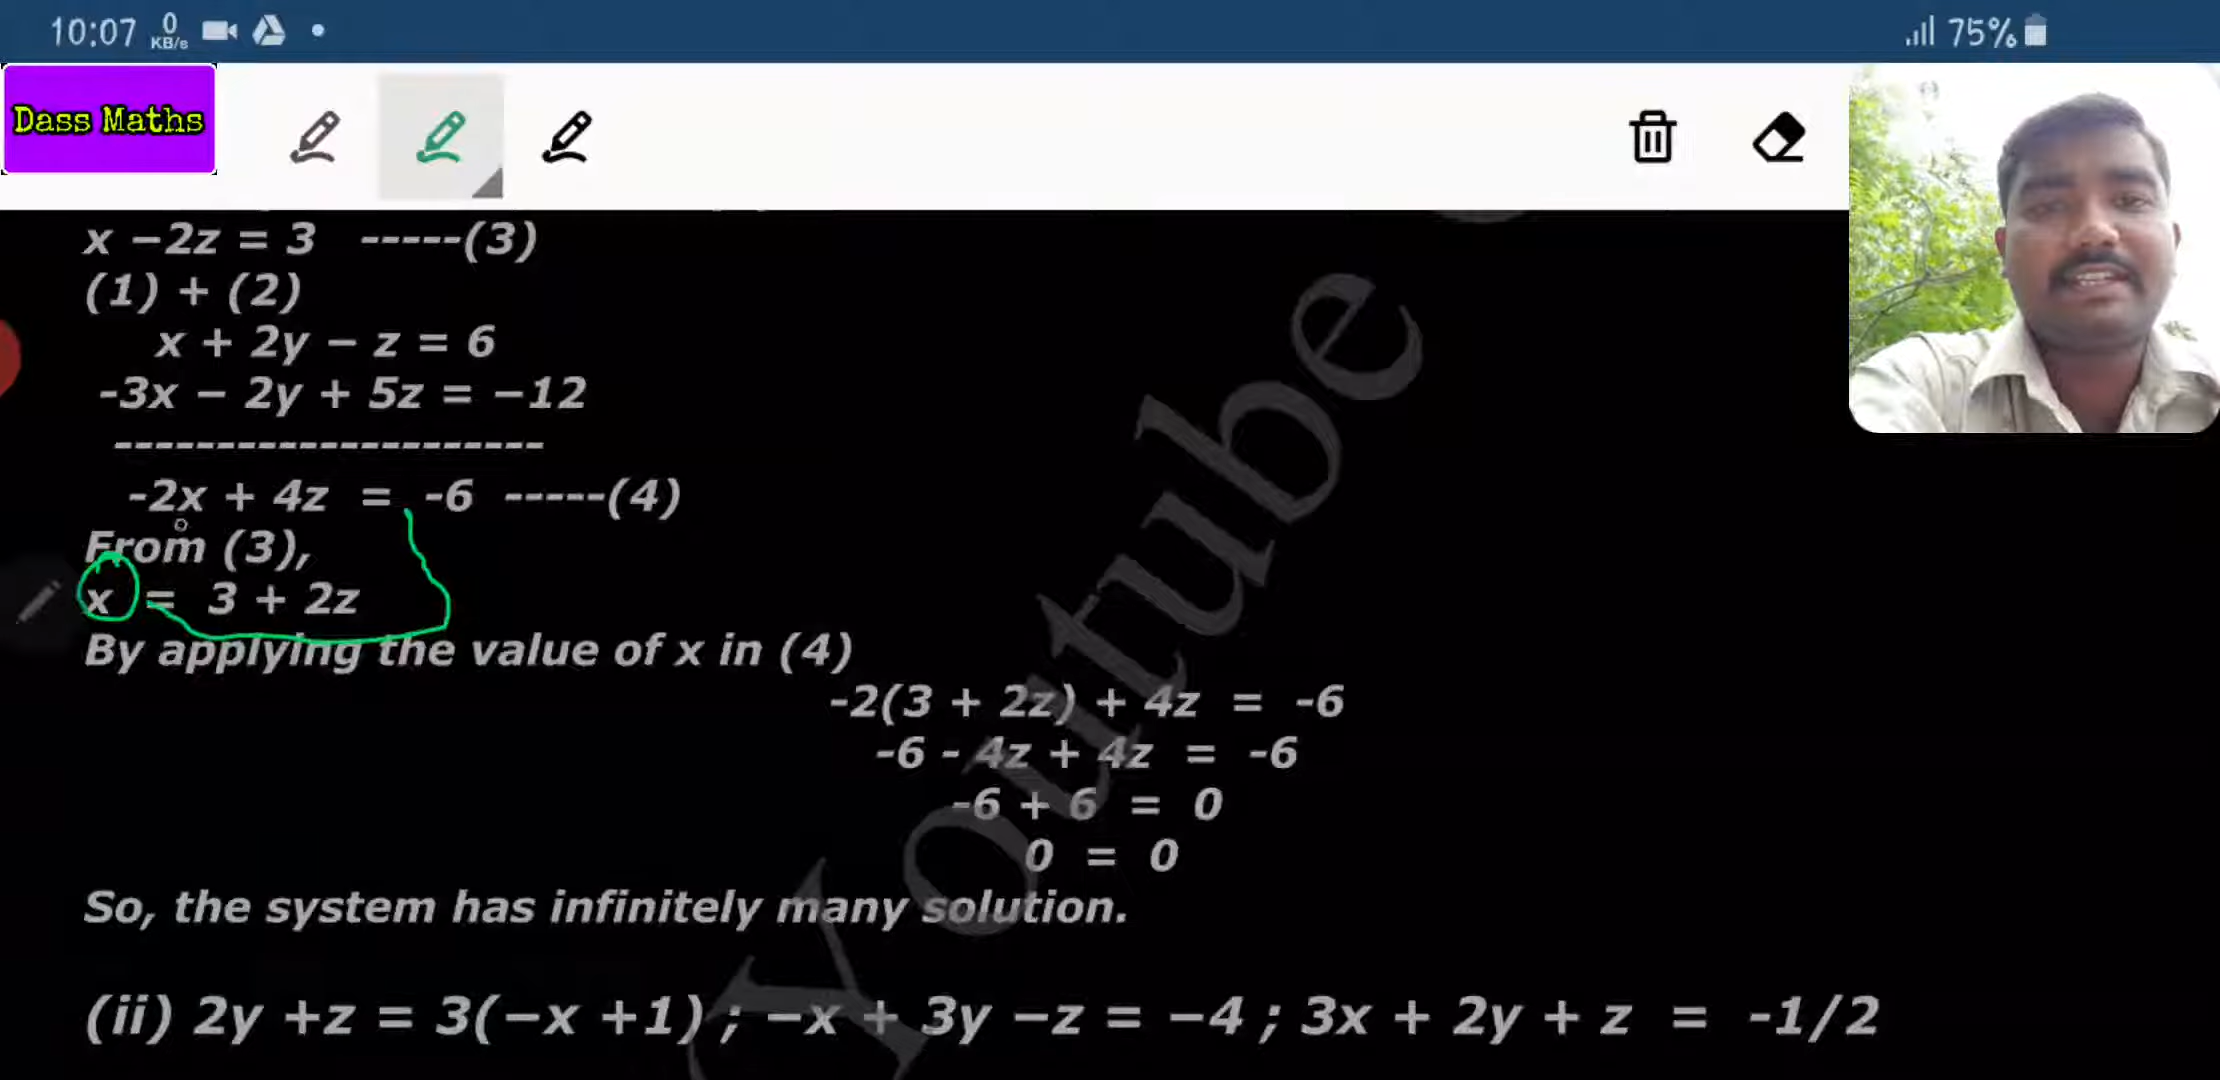 10:07 0 KB/s 75%
Dass Maths
x −2z = 3 -----(3)
(1) + (2)
x + 2y − z = 6
-3x − 2y + 5z = −12
---------------------
-2x + 4z = -6 -----(4)
From (3),
x = 3 + 2z
By applying the value of x in (4)
-2(3 + 2z) + 4z = -6
-6 - 4z + 4z = -6
-6 + 6 = 0
0 = 0
So, the system has infinitely many solution.
(ii) 2y +z = 3(−x +1) ; −x + 3y −z = −4 ; 3x + 2y + z = -1/2
Youtube